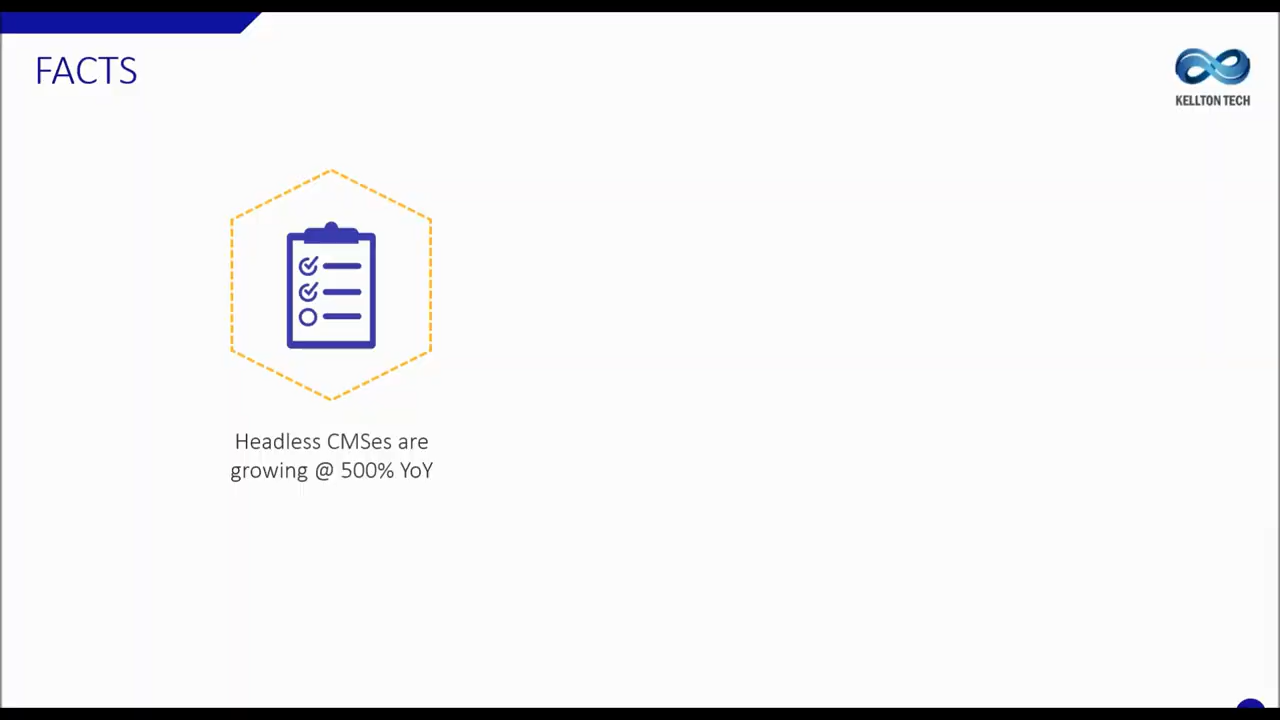 FACTS
KELLTON TECH
Headless CMSes are
growing @ 500% YoY